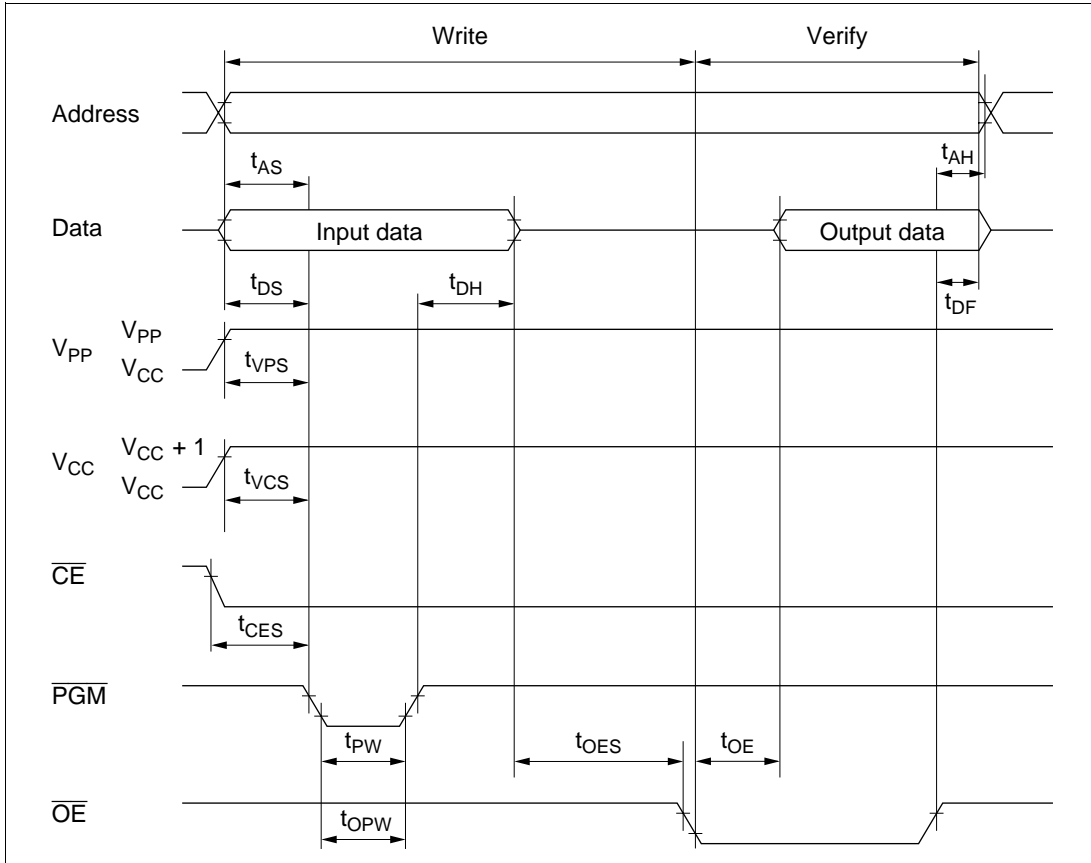 Write Verify
Address
tAS tAH
Data Input data Output data
tDS tDH tDF
VPP VPP
VCC tVPS
VCC VCC + 1
VCC tVCS
CE
tCES
PGM
tPW tOES tOE
OE
tOPW